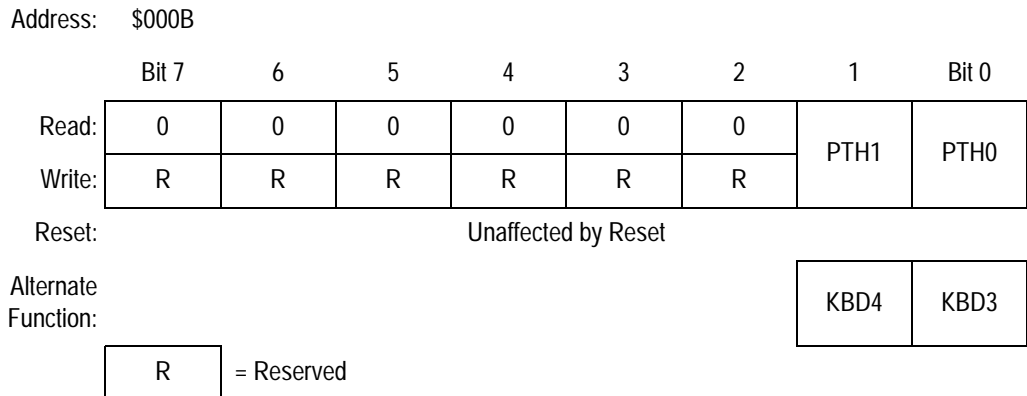 Address: $000B
Bit 7 6 5 4 3 2 1 Bit 0
Read: 0 0 0 0 0 0 PTH1 PTH0
Write: R R R R R R
Reset: Unaffected by Reset
Alternate
Function: KBD4 KBD3
R = Reserved